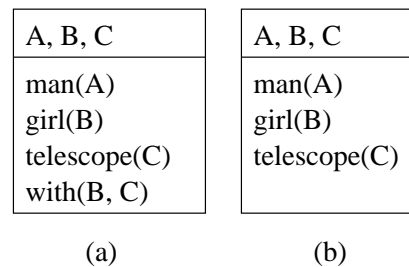 A, B, C
man(A)
girl(B)
telescope(C)
with(B, C)
(a)
A, B, C
man(A)
girl(B)
telescope(C)
(b)